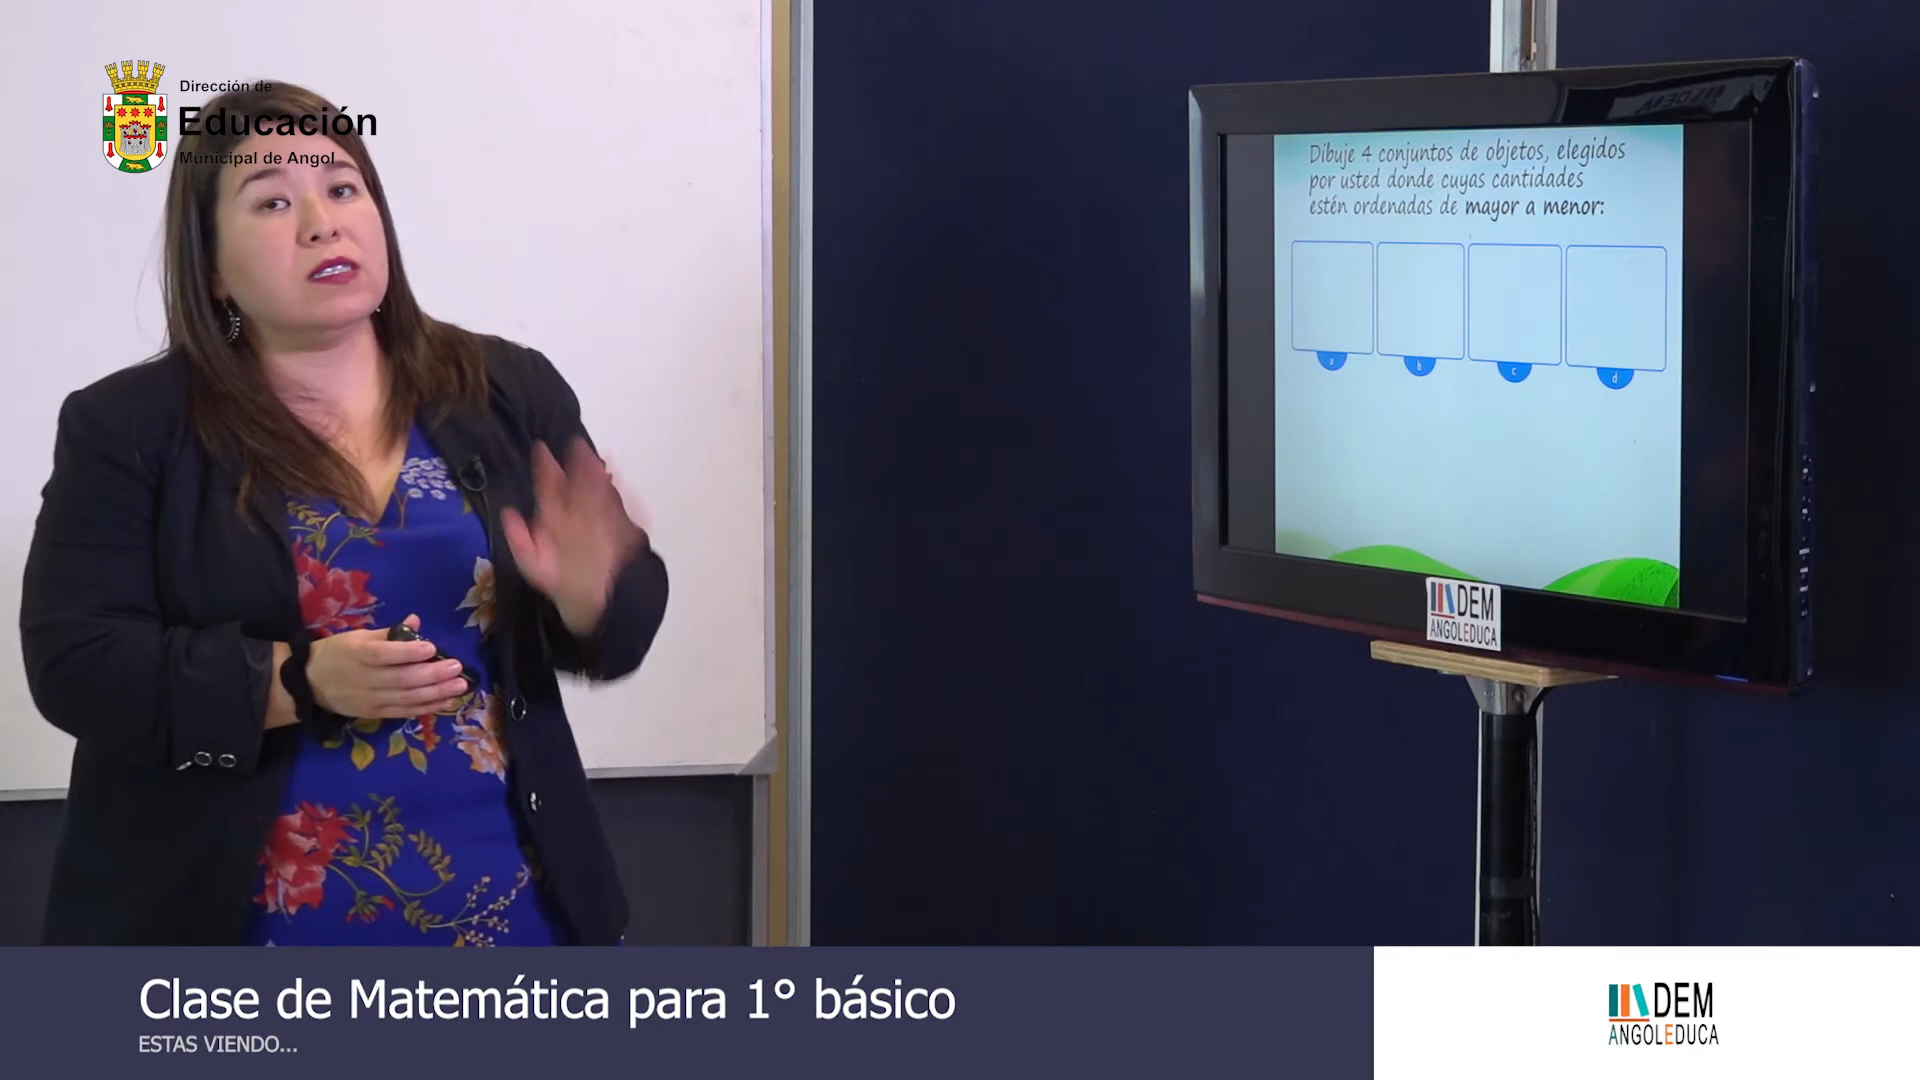 Dirección de
Educación
Municipal de Angol
Dibuje 4 conjuntos de objetos, elegidos
por usted donde cuyas cantidades
estén ordenadas de mayor a menor:
a
b
c
d
DEM
ANGOLEDUCA
Clase de Matemática para 1° básico
ESTAS VIENDO...
DEM
ANGOLEDUCA